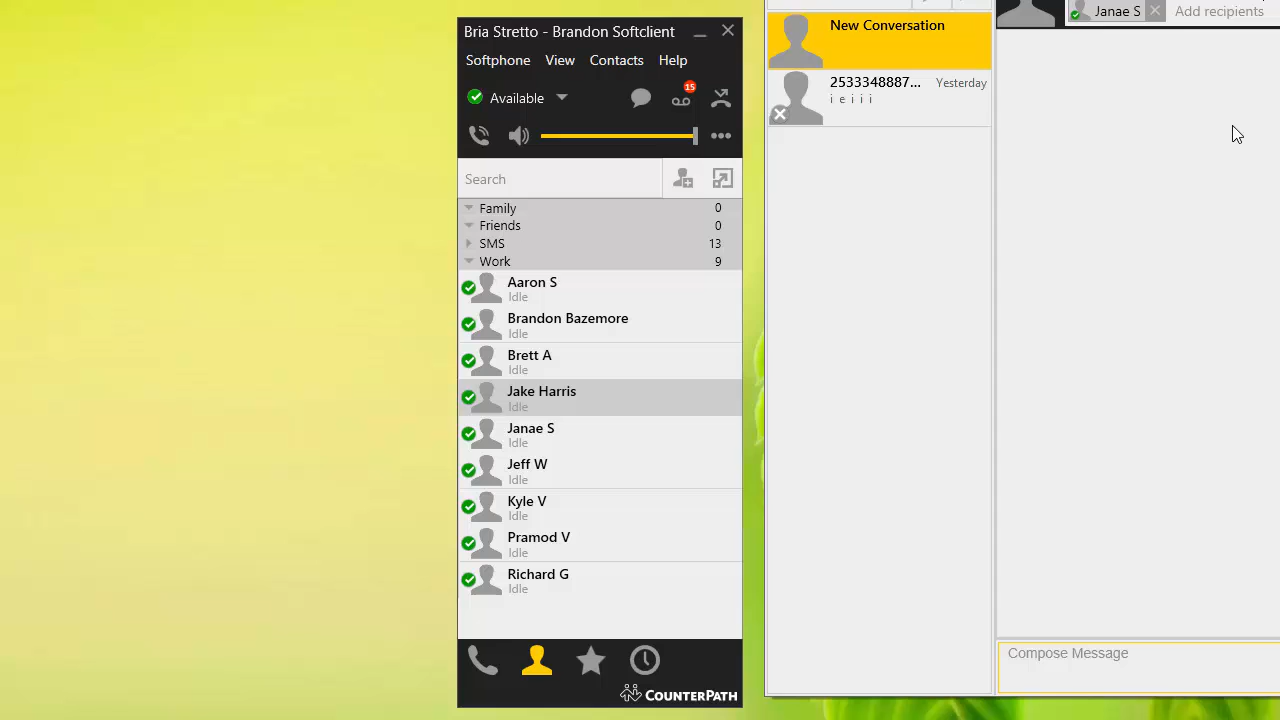 Bria Stretto - Brandon Softclient
Softphone View Contacts Help
Available
15
Search
Family 0
Friends 0
SMS 13
Work 9
Aaron S
Idle
Brandon Bazemore
Idle
Brett A
Idle
Jake Harris
Idle
Janae S
Idle
Jeff W
Idle
Kyle V
Idle
Pramod V
Idle
Richard G
Idle
COUNTERPATH
New Conversation
2533348887... Yesterday
i e i i i
Janae S Add recipients
Compose Message